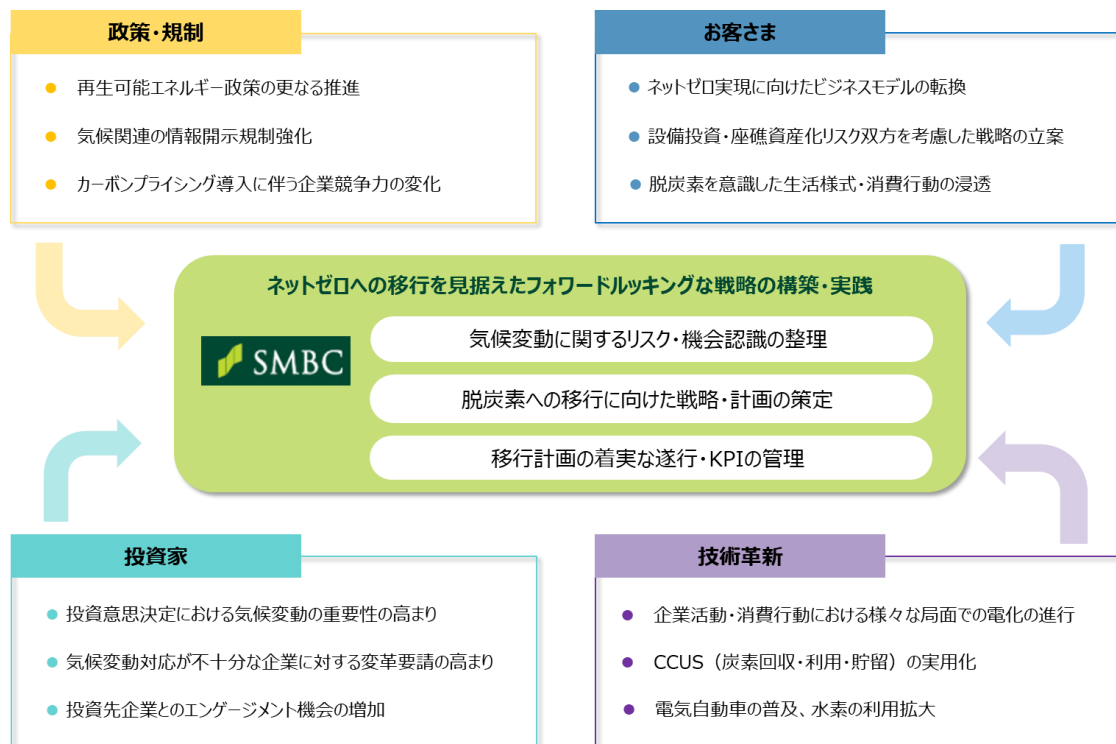 政策・規制
再生可能エネルギー政策の更なる推進
気候関連の情報開示規制強化
カーボンプライシング導入に伴う企業競争力の変化
お客さま
ネットゼロ実現に向けたビジネスモデルの転換
設備投資・座礁資産化リスク双方を考慮した戦略の立案
脱炭素を意識した生活様式・消費行動の浸透
ネットゼロへの移行を見据えたフォワードルッキングな戦略の構築・実践
SMBC
気候変動に関するリスク・機会認識の整理
脱炭素への移行に向けた戦略・計画の策定
移行計画の着実な遂行・KPIの管理
投資家
投資意思決定における気候変動の重要性の高まり
気候変動対応が不十分な企業に対する変革要請の高まり
投資先企業とのエンゲージメント機会の増加
技術革新
企業活動・消費行動における様々な局面での電化の進行
CCUS（炭素回収・利用・貯留）の実用化
電気自動車の普及、水素の利用拡大